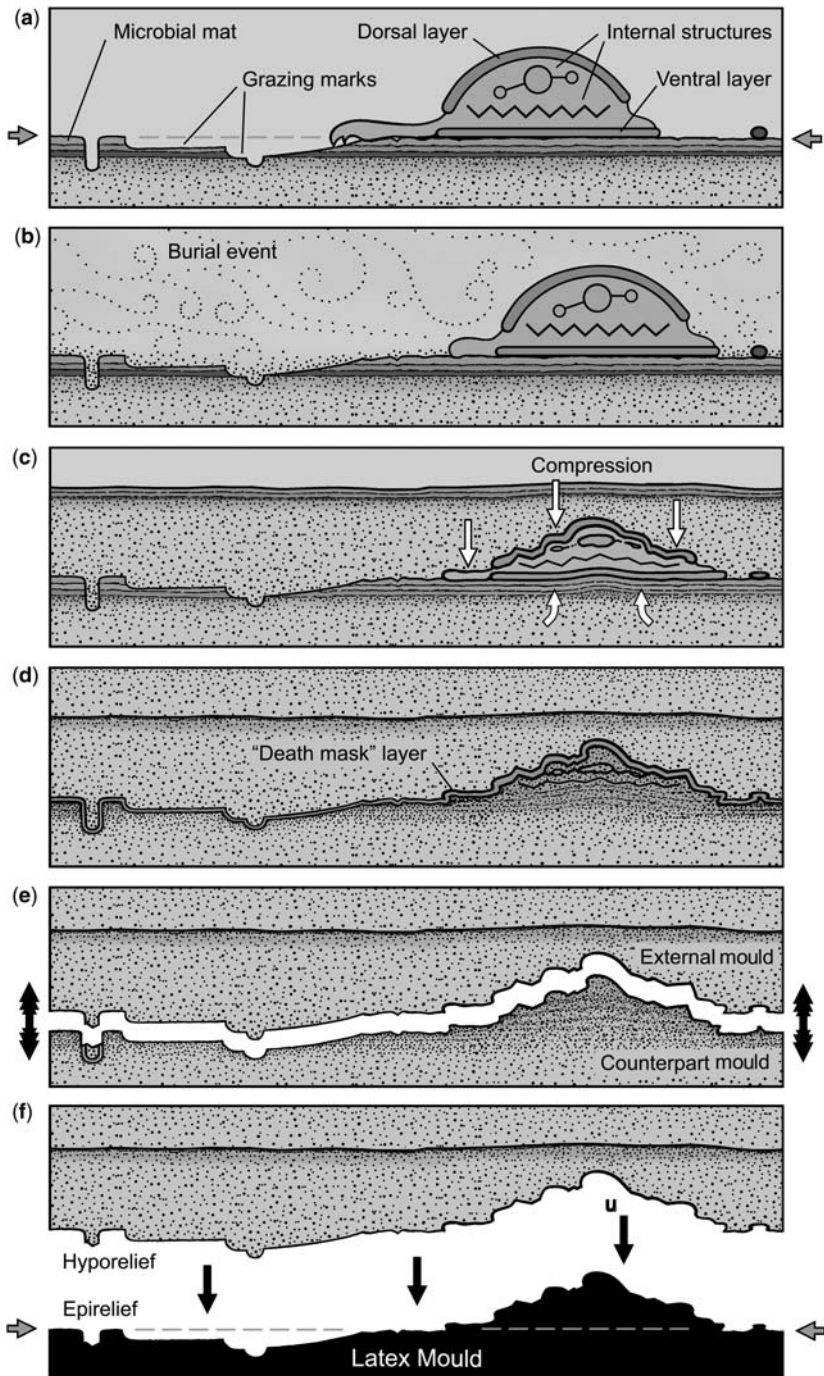 (a)
Microbial mat
Dorsal layer
Internal structures
Grazing marks
Ventral layer
(b)
Burial event
(c)
Compression
(d)
“Death mask” layer
(e)
External mould
Counterpart mould
(f)
u
Hyporelief
Epirelief
Latex Mould